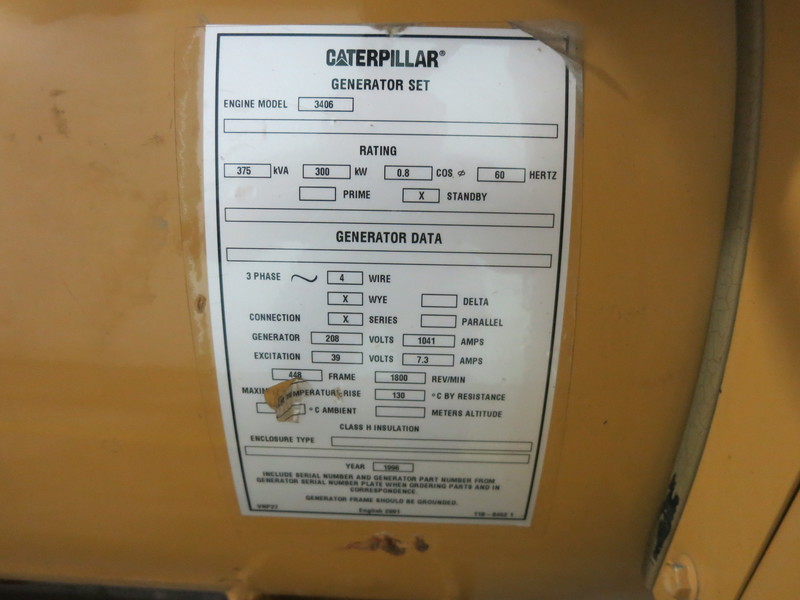 CATERPILLAR®
GENERATOR SET
ENGINE MODEL 3406
RATING
375 kVA 300 kW 0.8 COS ø 60 HERTZ
PRIME X STANDBY
GENERATOR DATA
3 PHASE ~ 4 WIRE
X WYE DELTA
CONNECTION X SERIES PARALLEL
GENERATOR 208 VOLTS 1041 AMPS
EXCITATION 39 VOLTS 7.3 AMPS
448 FRAME 1800 REV/MIN
TEMPERATURE RISE 130 °C BY RESISTANCE
°C AMBIENT METERS ALTITUDE
CLASS H INSULATION
ENCLOSURE TYPE
YEAR 1996
INCLUDE SERIAL NUMBER AND GENERATOR PART NUMBER FROM
GENERATOR SERIAL NUMBER PLATE WHEN ORDERING PARTS AND IN
CORRESPONDENCE.
GENERATOR FRAME SHOULD BE GROUNDED.
English